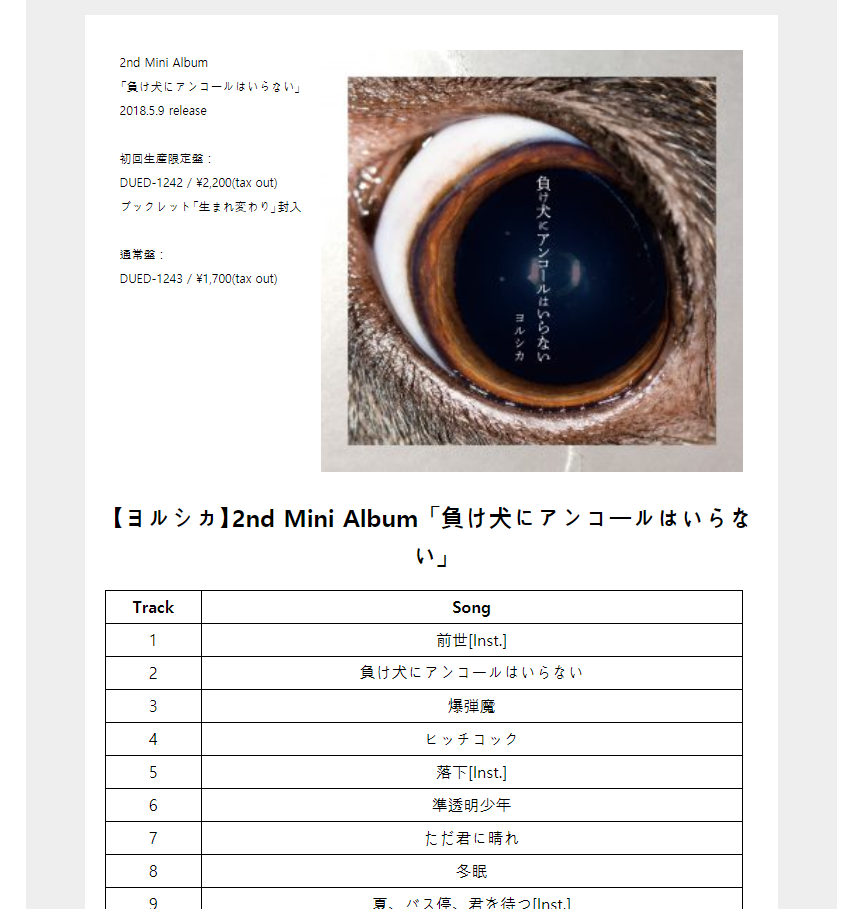 2nd Mini Album
「負け犬にアンコールはいらない」
2018.5.9 release
初回生産限定盤 :
DUED-1242 / ¥2,200(tax out)
ブックレット｢生まれ変わり｣封入
通常盤 :
DUED-1243 / ¥1,700(tax out)
負け犬にアンコールはいらない
ヨルシカ
【ヨルシカ】2nd Mini Album「負け犬にアンコールはいらな
い」
Track Song
1 前世[Inst.]
2 負け犬にアンコールはいらない
3 爆弾魔
4 ヒッチコック
5 落下[Inst.]
6 準透明少年
7 ただ君に晴れ
8 冬眠
9 夏、バス停、君を待つ[Inst.]